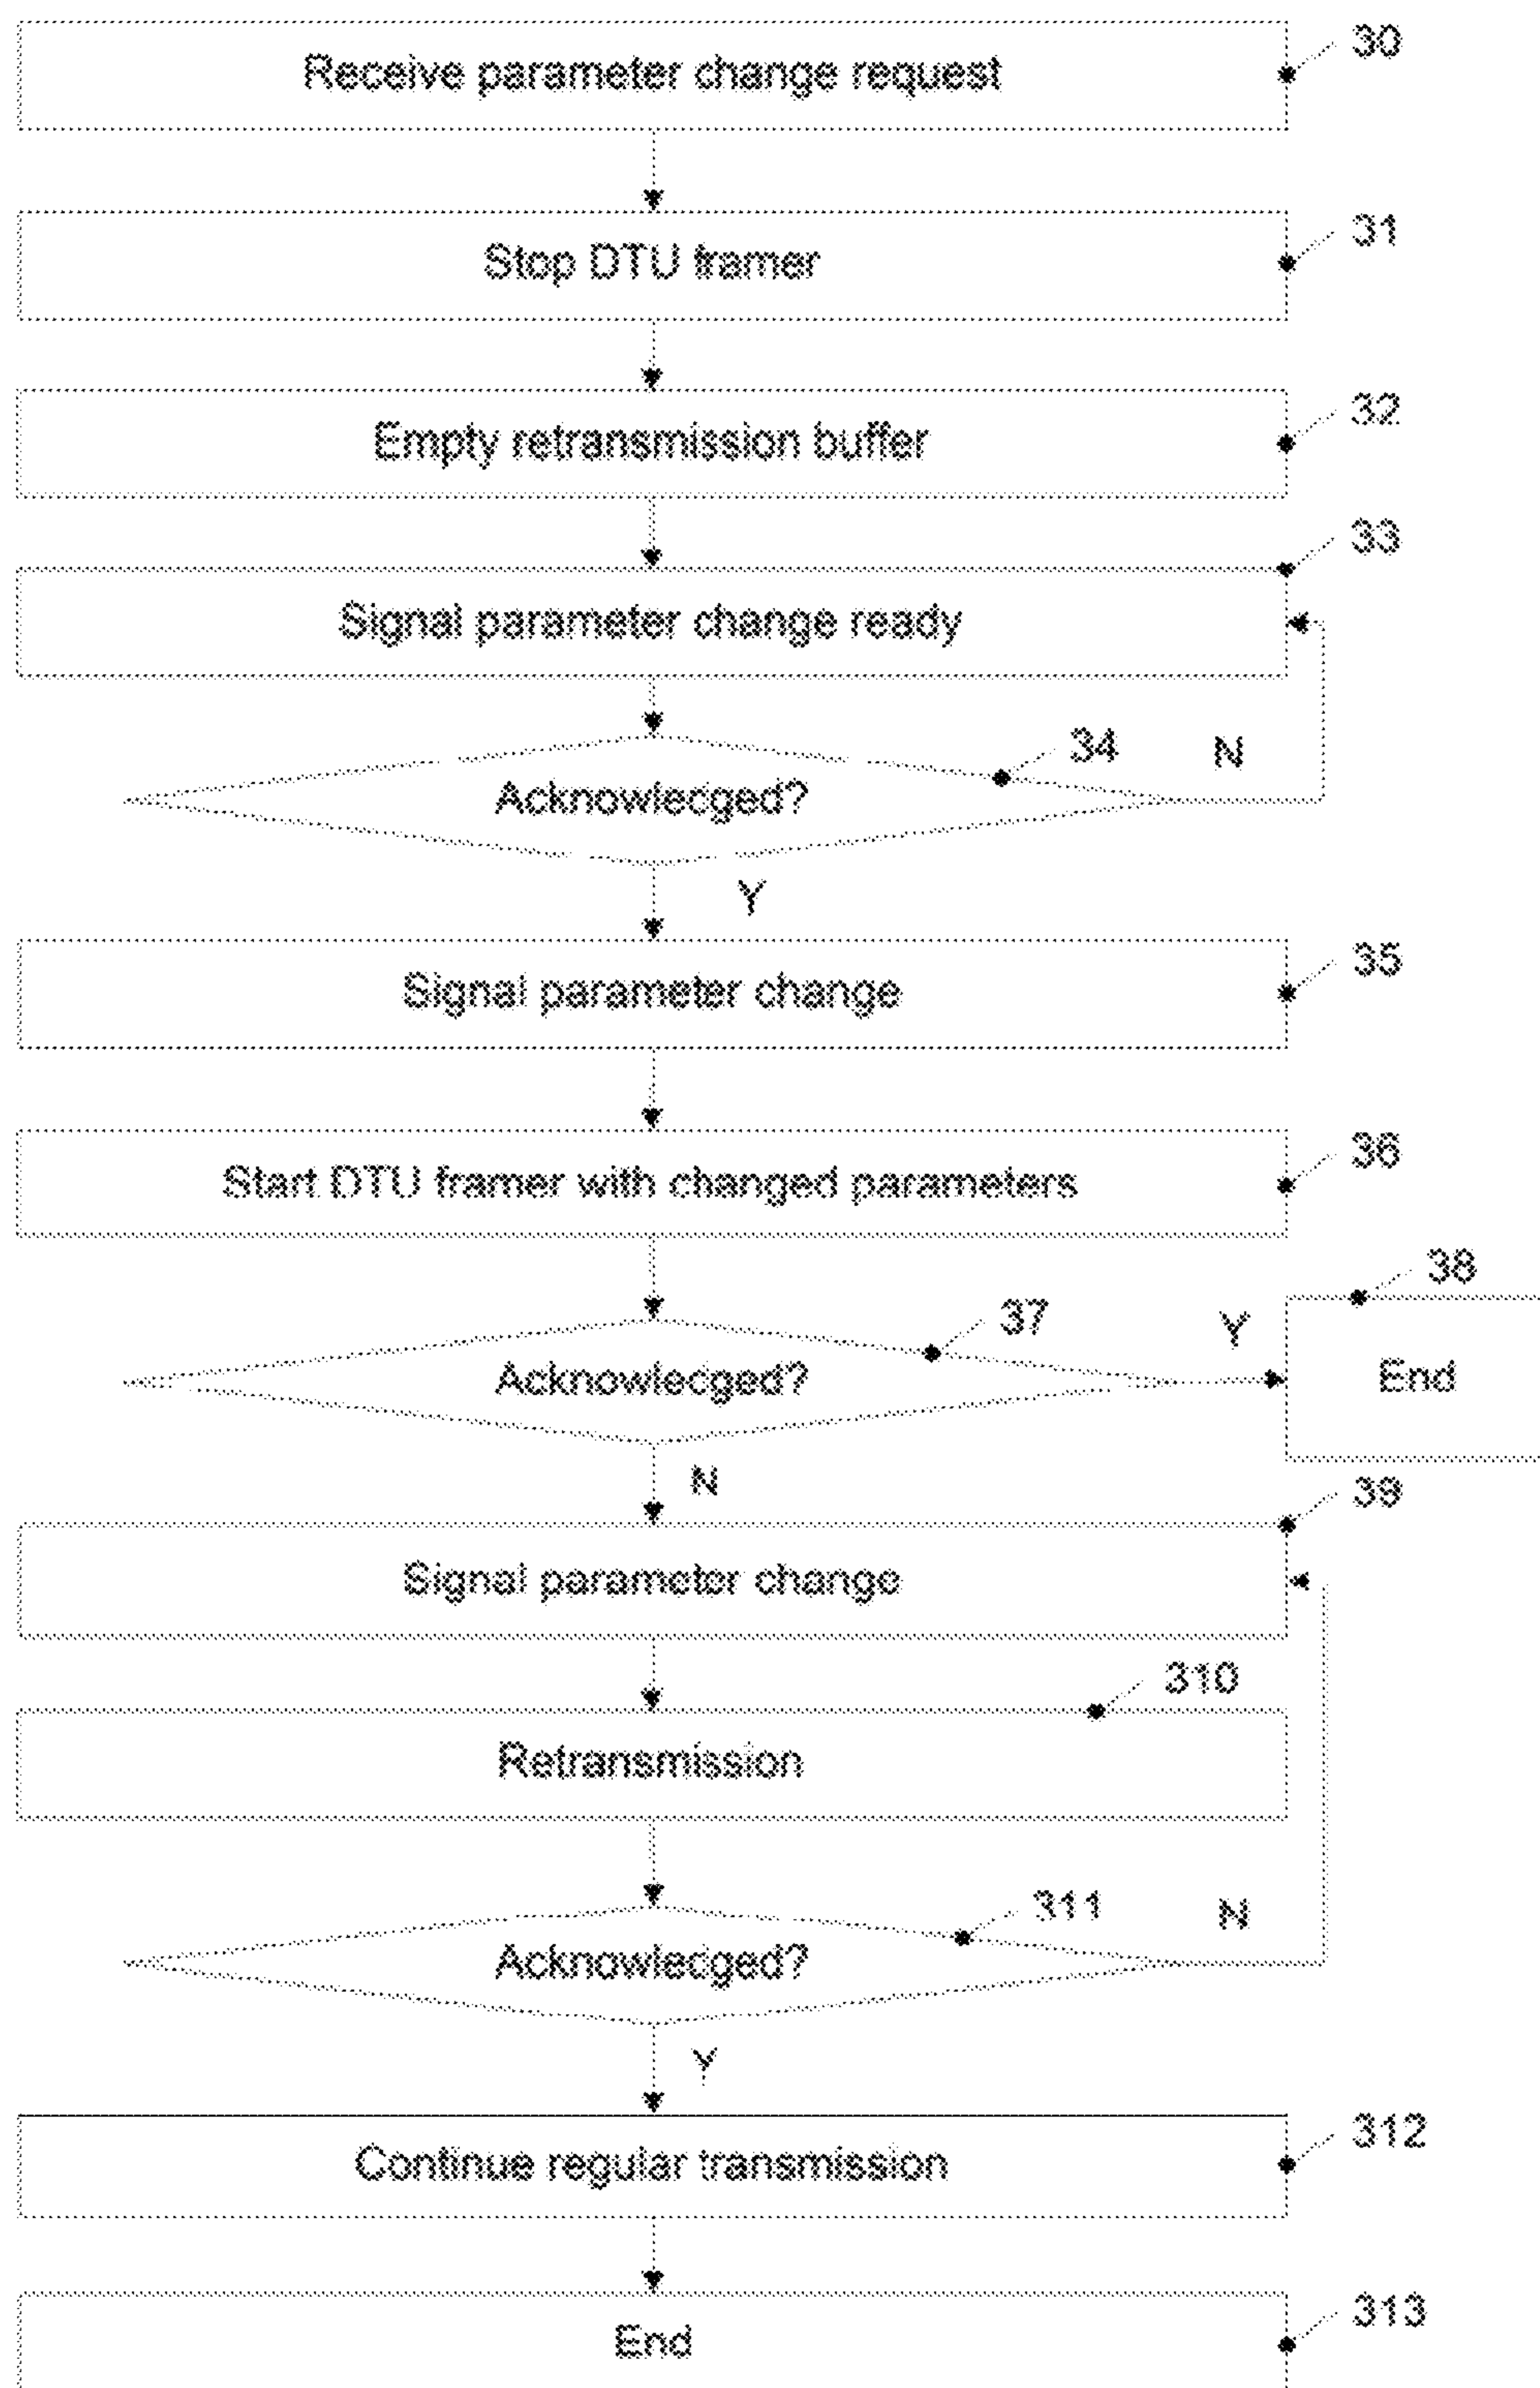 30
Receive parameter change request
31
Stop DTU framer
32
Empty retransmission buffer
33
Signal parameter change ready
34
N
Acknowledged?
Y
35
Signal parameter change
36
Start DTU framer with changed parameters
38
37
Y
Acknowledged?
End
N
39
Signal parameter change
310
Retransmission
311
N
Acknowledged?
Y
312
Continue regular transmission
313
End